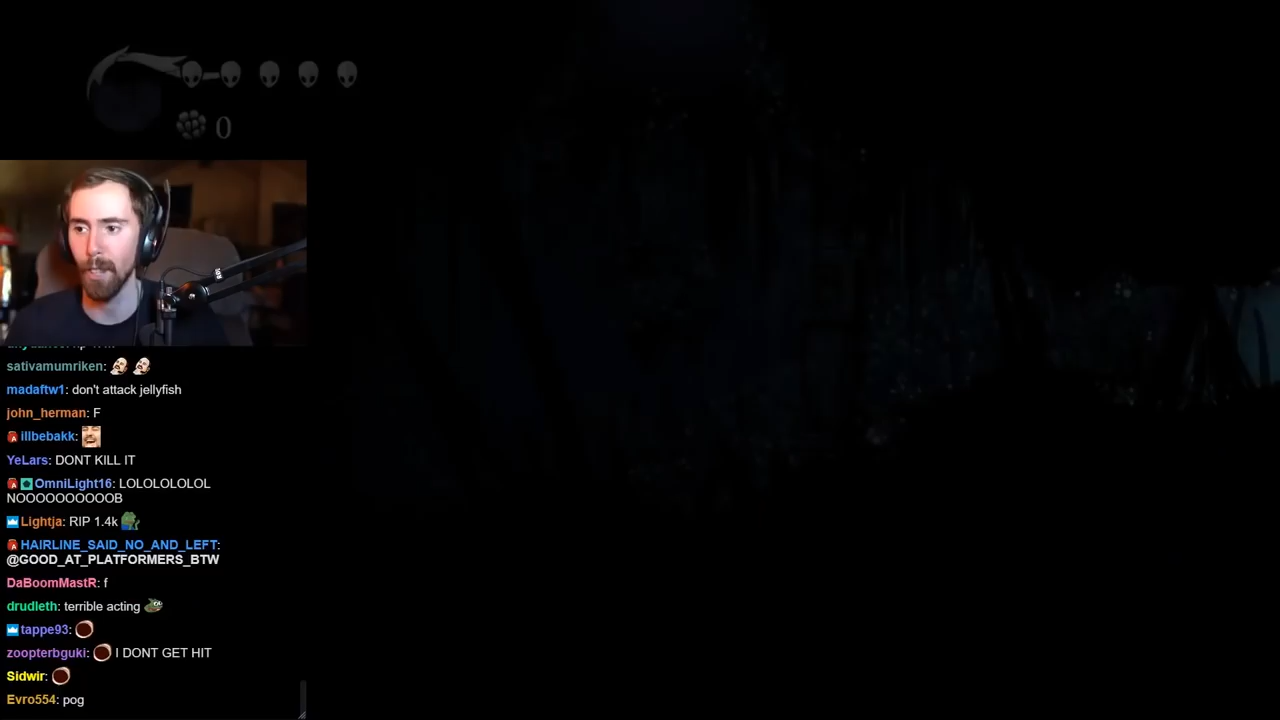 0
sativamumriken:
madaftw1: don't attack jellyfish
john_herman: F
illbebakk:
YeLars: DONT KILL IT
OmniLight16: LOLOLOLOLOL
NOOOOOOOOOOB
Lightja: RIP 1.4k
HAIRLINE_SAID_NO_AND_LEFT:
@GOOD_AT_PLATFORMERS_BTW
DaBoomMastR: f
drudleth: terrible acting
tappe93:
zoopterbguki: I DONT GET HIT
Sidwir:
Evro554: pog